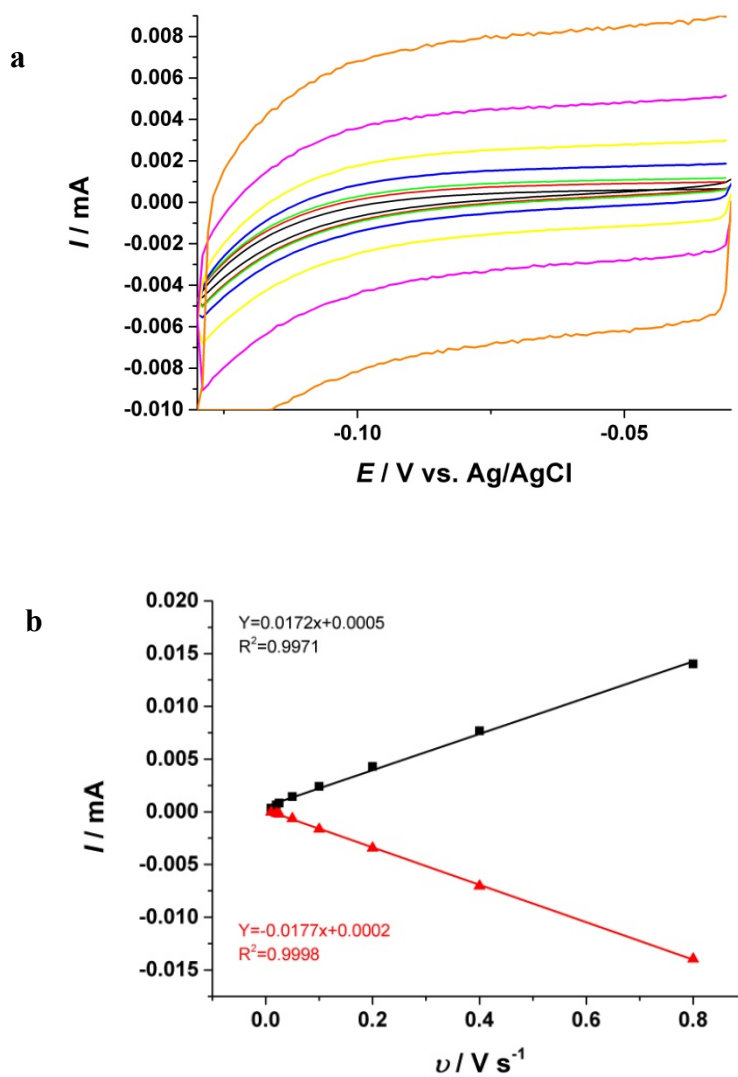 a
0.008
0.006
0.004
0.002
0.000
-0.002
-0.004
-0.006
-0.008
-0.010
I / mA
-0.10
-0.05
E / V vs. Ag/AgCl
b
0.020
0.015
0.010
0.005
0.000
-0.005
-0.010
-0.015
I / mA
Y=0.0172x+0.0005
R²=0.9971
Y=-0.0177x+0.0002
R²=0.9998
0.0
0.2
0.4
0.6
0.8
υ / V s⁻¹